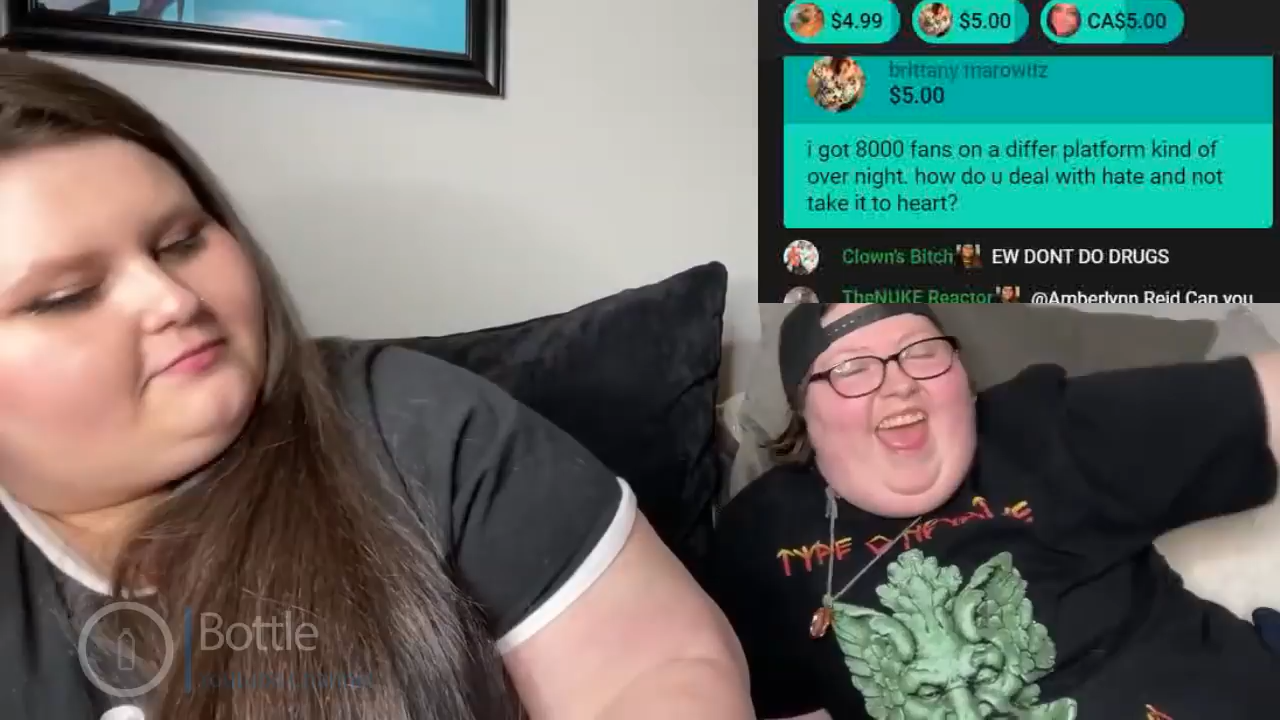 $4.99 $5.00 CA$5.00
brittany marowitz
$5.00
i got 8000 fans on a differ platform kind of
over night. how do u deal with hate and not
take it to heart?
Clown's Bitch EW DONT DO DRUGS
TheNUKE Reactor @Amberlynn Reid Can you
TYPE
Bottle